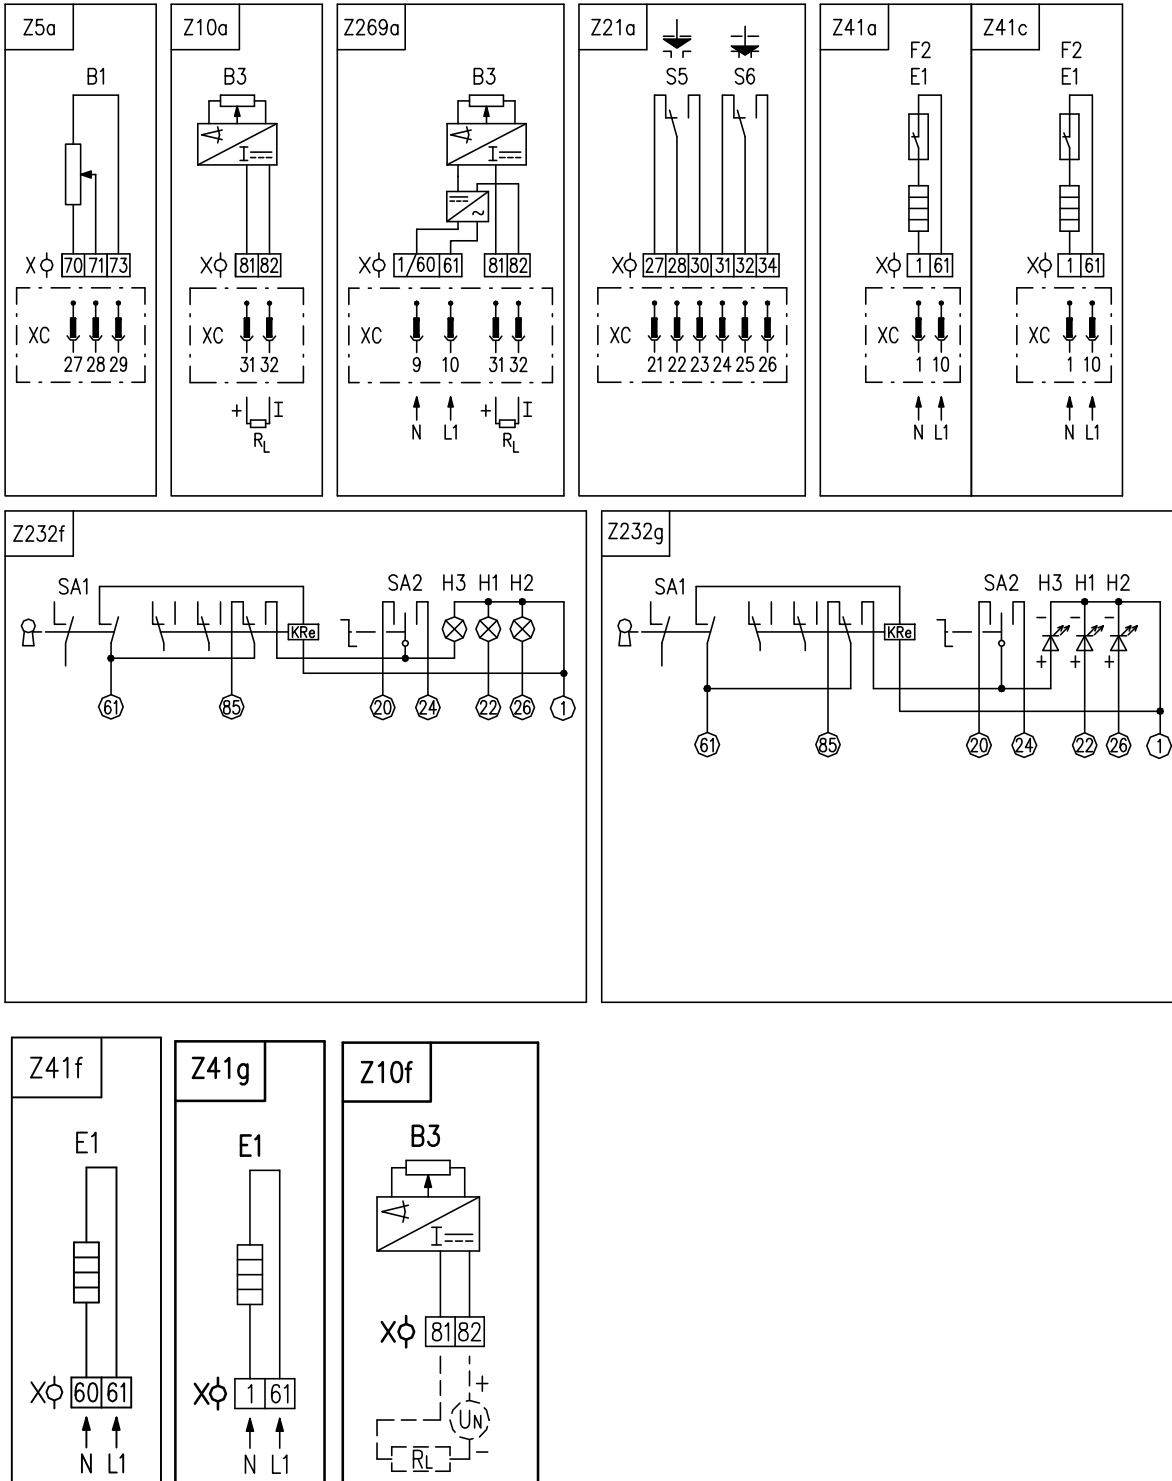 Z5a
B1
X 70 71 73
XC
27 28 29
Z10a
B3
I
X 81 82
XC
31 32
+ I
RL
Z269a
B3
I
~
X 1/60 61 81 82
XC
9 10 31 32
N L1 + I
RL
Z21a
S5 S6
X 27 28 30 31 32 34
XC
21 22 23 24 25 26
Z41a
F2
E1
X 1 61
XC
1 10
N L1
Z41c
F2
E1
X 1 61
XC
1 10
N L1
Z232f
SA1 SA2 H3 H1 H2
KRe
61 85 20 24 22 26 1
Z232g
SA1 SA2 H3 H1 H2
− − −
KRe
+ + +
61 85 20 24 22 26 1
Z41f
E1
X 60 61
N L1
Z41g
E1
X 1 61
N L1
Z10f
B3
I
X 81 82
+
UN
−
RL